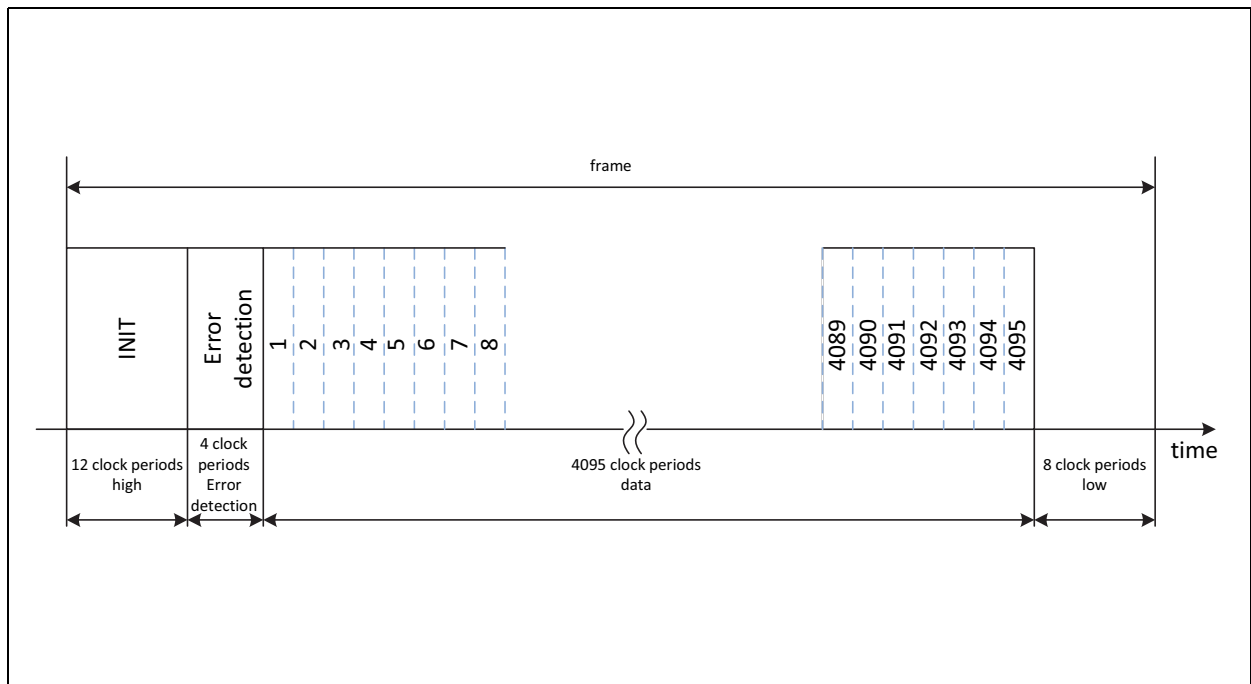 frame
INIT
Error
detection
1
2
3
4
5
6
7
8
4089
4090
4091
4092
4093
4094
4095
time
12 clock periods
high
4 clock
periods
Error
detection
4095 clock periods
data
8 clock periods
low